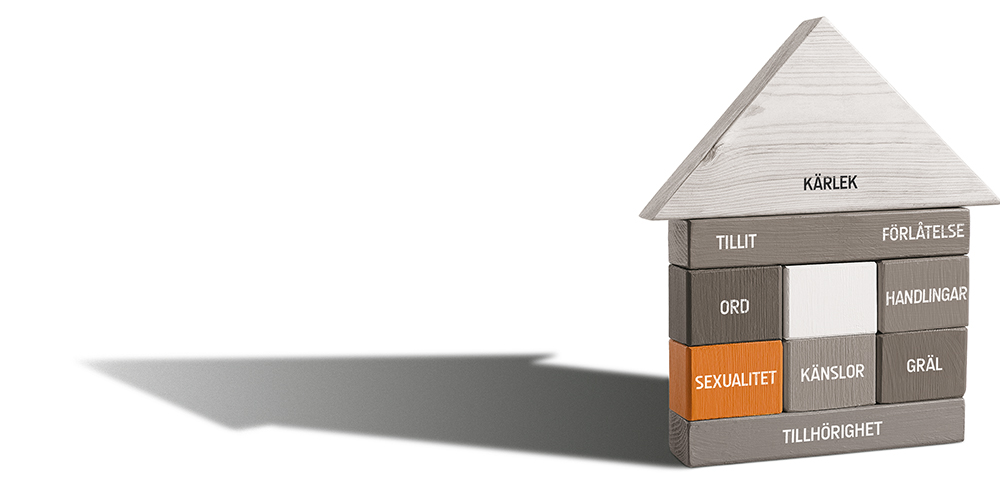 KÄRLEK
TILLIT FÖRLÅTELSE
ORD HANDLINGAR
SEXUALITET KÄNSLOR GRÄL
TILLHÖRIGHET